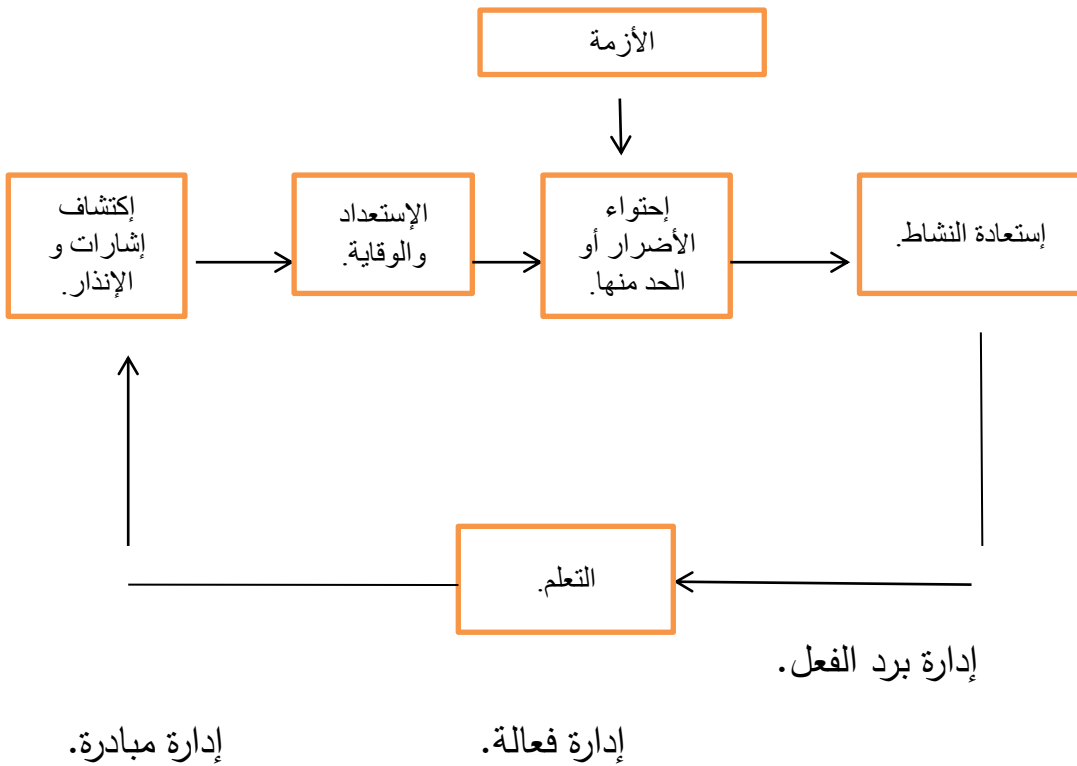 الأزمة
إكتشاف
إشارات و
الإنذار.
الإستعداد
والوقاية.
إحتواء
الأضرار أو
الحد منها.
إستعادة النشاط.
التعلم.
إدارة برد الفعل.
إدارة فعالة.
إدارة مبادرة.